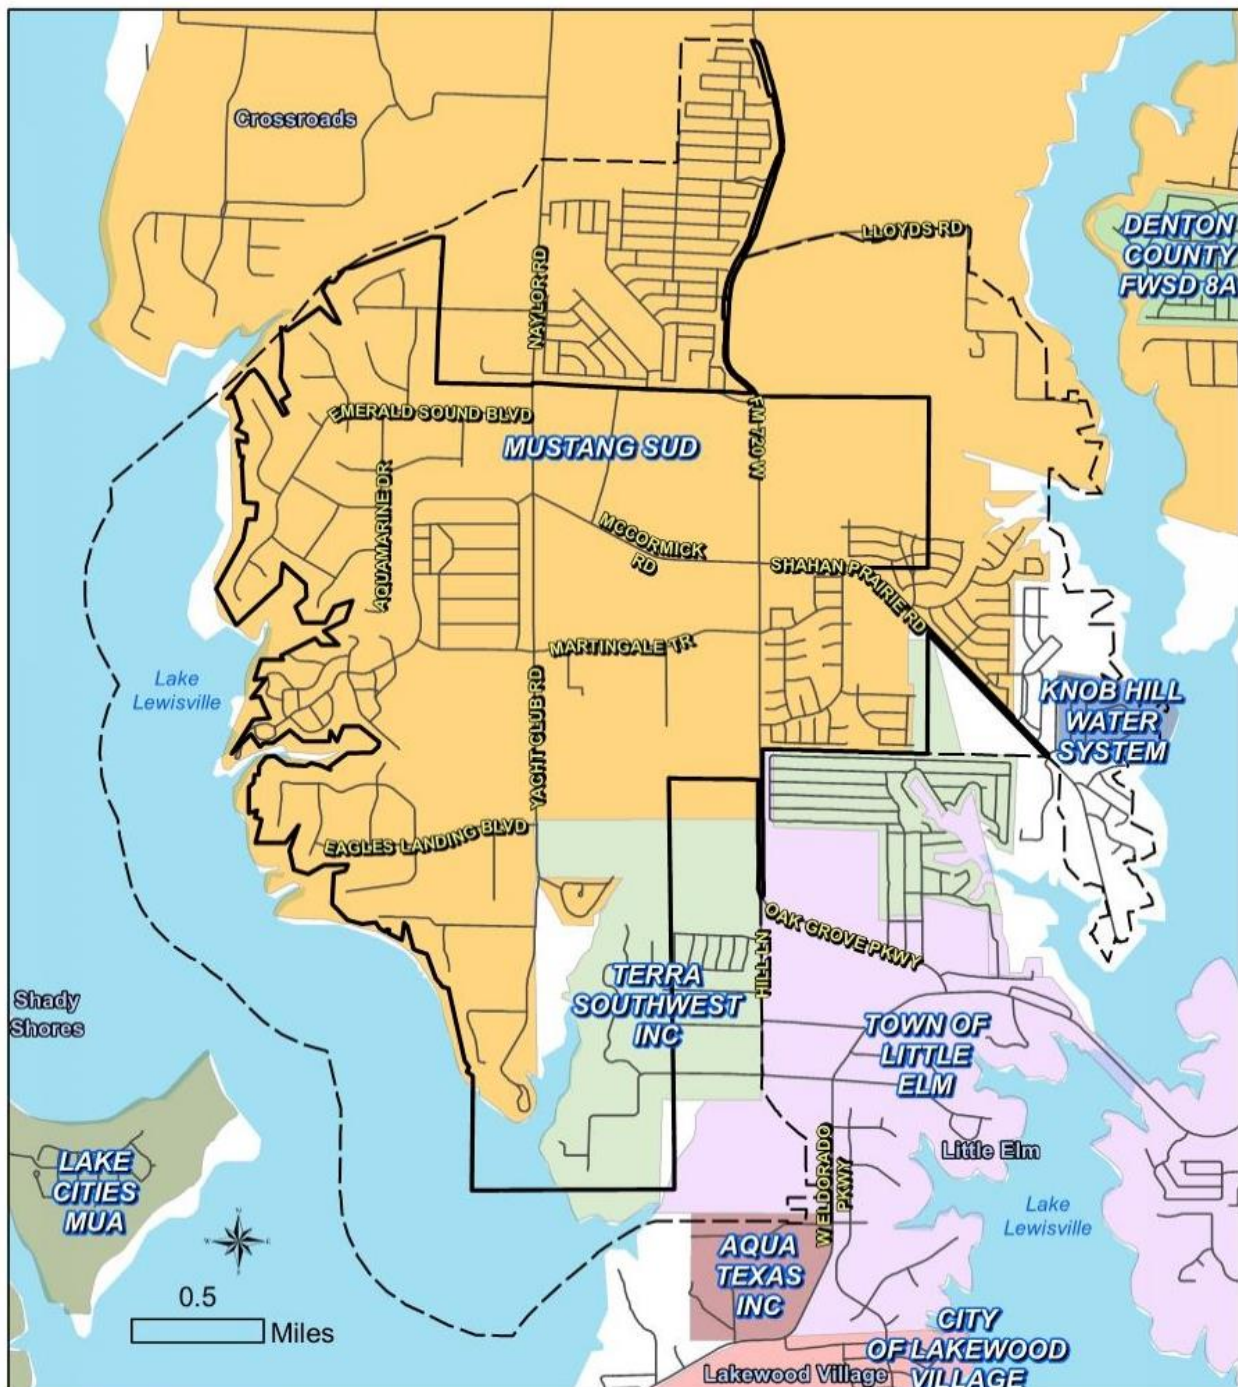 Crossroads
LLOYDS RD
DENTON
COUNTY
FWSD 8A
NAYLOR RD
EMERALD SOUND BLVD
FM 720 W
MUSTANG SUD
AQUAMARINE DR
MCCORMICK
RD
SHAHAN PRAIRIE RD
MARTINGALE TR
Lake
Lewisville
YACHT CLUB RD
KNOB HILL
WATER
SYSTEM
EAGLES LANDING BLVD
OAK GROVE PKWY
HILL LN
TERRA
SOUTHWEST
INC
Shady
Shores
TOWN OF
LITTLE
ELM
W ELDORADO
PKWY
Little Elm
LAKE
CITIES
MUA
Lake
Lewisville
N
W
E
S
AQUA
TEXAS
INC
0.5
Miles
CITY
OF LAKEWOOD
VILLAGE
Lakewood Village